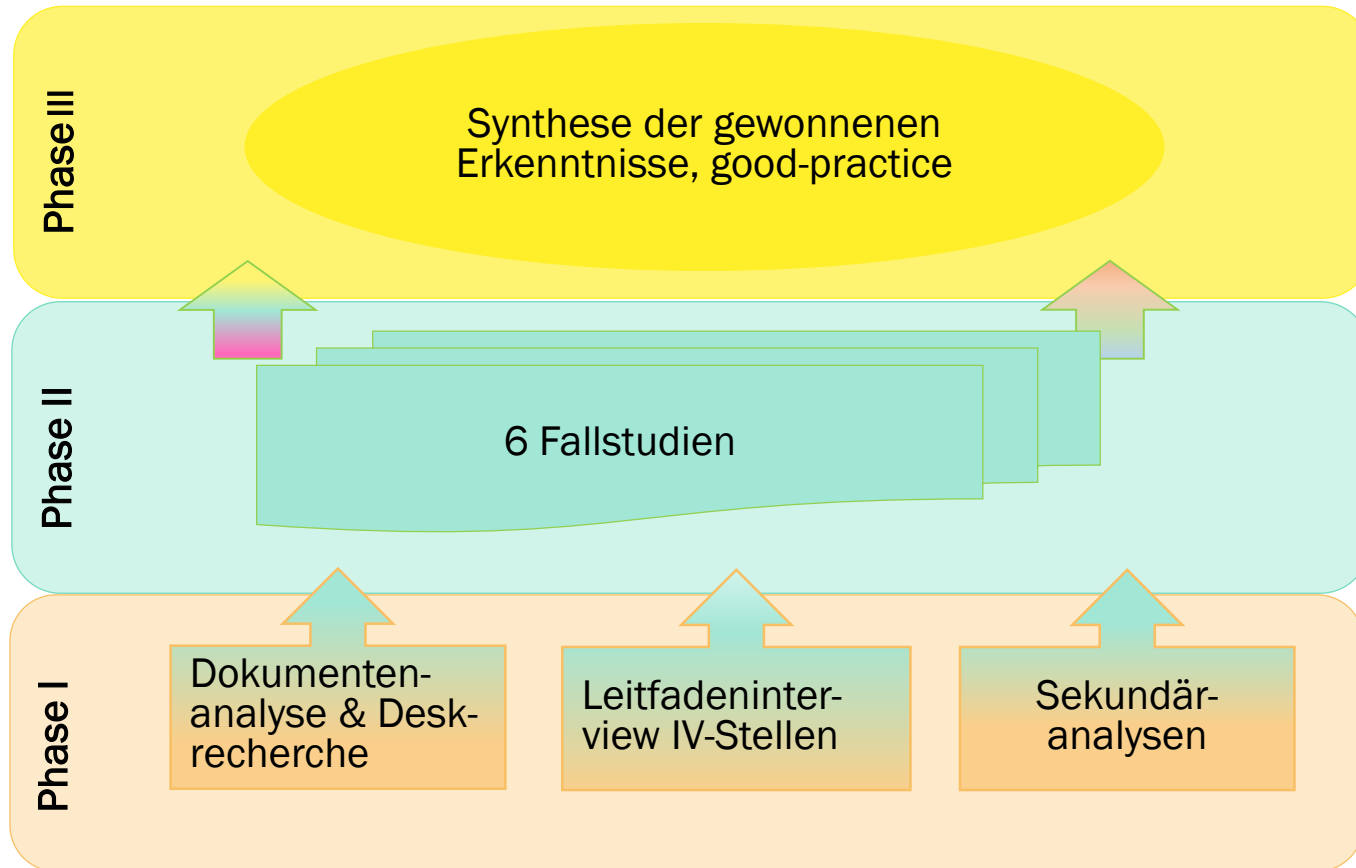 Phase III
Synthese der gewonnenen
Erkenntnisse, good-practice
Phase II
6 Fallstudien
Phase I
Dokumenten-
analyse & Desk-
recherche
Leitfadeninter-
view IV-Stellen
Sekundär-
analysen